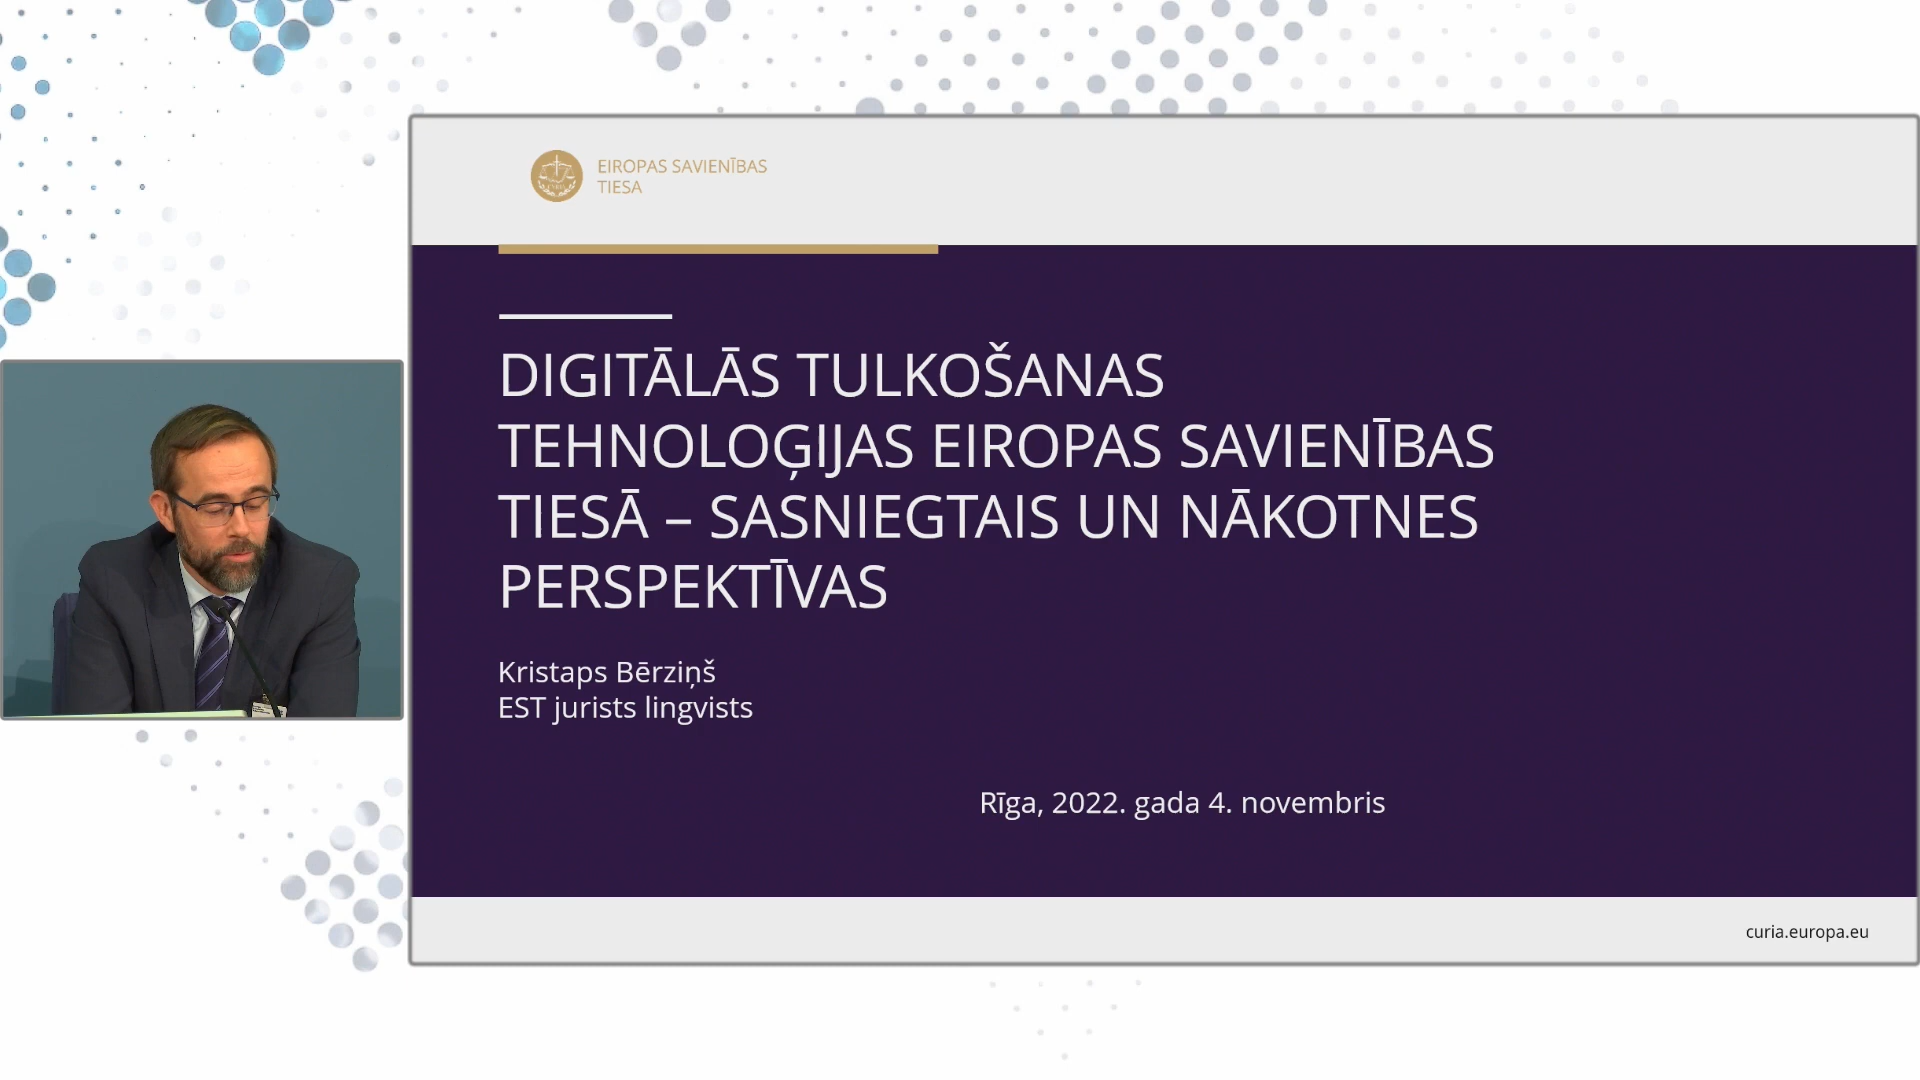 EIROPAS SAVIENĪBAS
TIESA
DIGITĀLĀS TULKOŠANAS
TEHNOLOĢIJAS EIROPAS SAVIENĪBAS
TIESĀ – SASNIEGTAIS UN NĀKOTNES
PERSPEKTĪVAS
Kristaps Bērziņš
EST jurists lingvists
Rīga, 2022. gada 4. novembris
curia.europa.eu